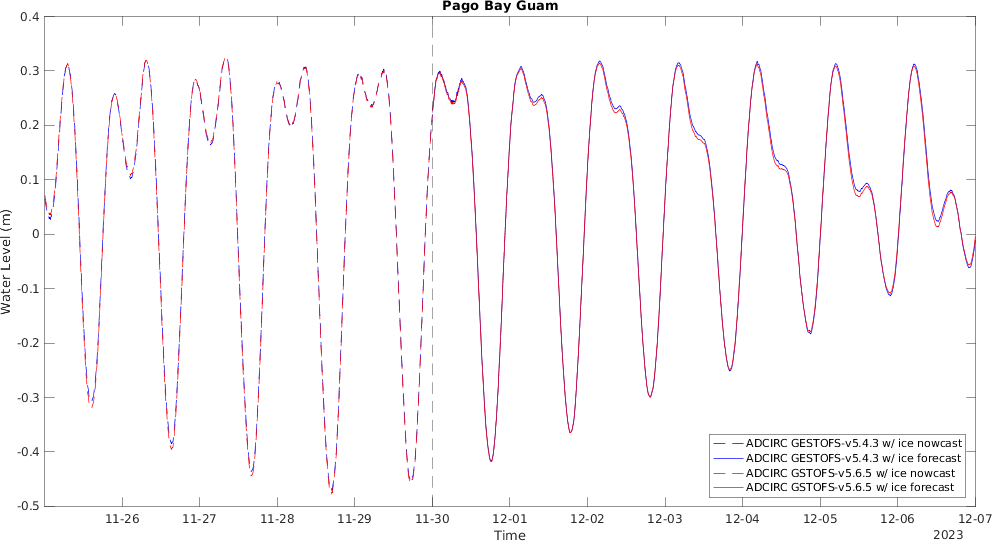 Pago Bay Guam
0.4
0.3
0.2
0.1
0
-0.1
-0.2
-0.3
-0.4
-0.5
Water Level (m)
ADCIRC GESTOFS-v5.4.3 w/ ice nowcast
ADCIRC GESTOFS-v5.4.3 w/ ice forecast
ADCIRC GSTOFS-v5.6.5 w/ ice nowcast
ADCIRC GSTOFS-v5.6.5 w/ ice forecast
11-26 11-27 11-28 11-29 11-30 12-01 12-02 12-03 12-04 12-05 12-06 12-07
Time
2023